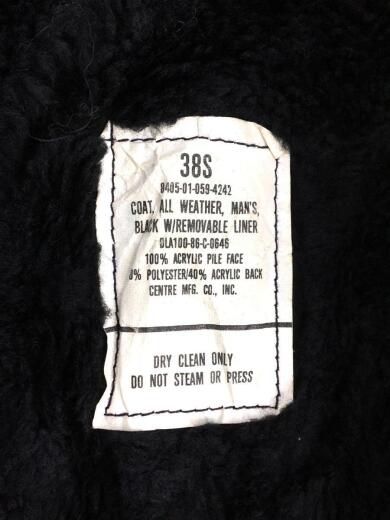 38S
8405-01-059-4242
COAT, ALL WEATHER, MAN'S,
BLACK W/REMOVABLE LINER
DLA100-86-C-0646
100% ACRYLIC PILE FACE
0% POLYESTER/40% ACRYLIC BACK
CENTRE MFG. CO., INC.
DRY CLEAN ONLY
DO NOT STEAM OR PRESS